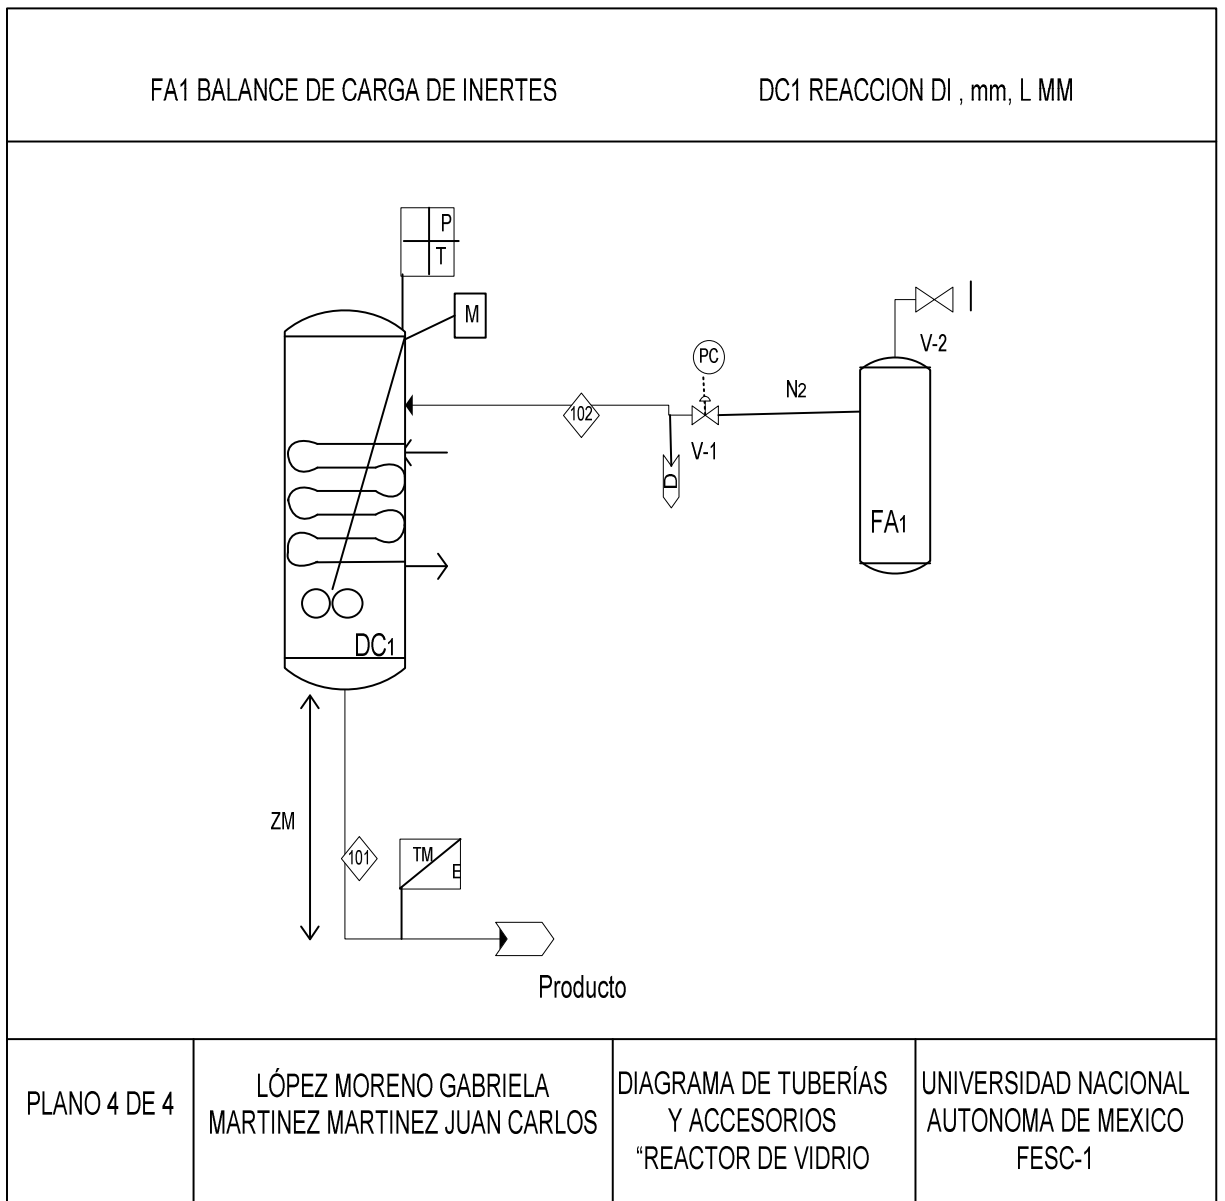 FA1 BALANCE DE CARGA DE INERTES
DC1 REACCION DI , mm, L MM
P
T
M
I
V-2
PC
N2
102
V-1
D
FA1
DC1
ZM
101
TM
E
Producto
PLANO 4 DE 4
LÓPEZ MORENO GABRIELA
MARTINEZ MARTINEZ JUAN CARLOS
DIAGRAMA DE TUBERÍAS
Y ACCESORIOS
“REACTOR DE VIDRIO
UNIVERSIDAD NACIONAL
AUTONOMA DE MEXICO
FESC-1